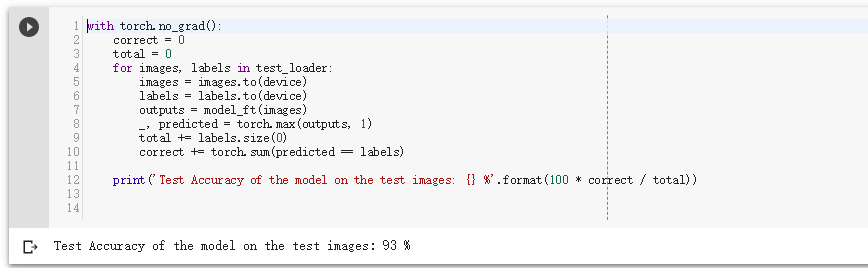 1 with torch.no_grad():
2     correct = 0
3     total = 0
4     for images, labels in test_loader:
5         images = images.to(device)
6         labels = labels.to(device)
7         outputs = model_ft(images)
8         _, predicted = torch.max(outputs, 1)
9         total += labels.size(0)
10         correct += torch.sum(predicted == labels)
11
12     print('Test Accuracy of the model on the test images: {} %'.format(100 * correct / total))
13
14
Test Accuracy of the model on the test images: 93 %